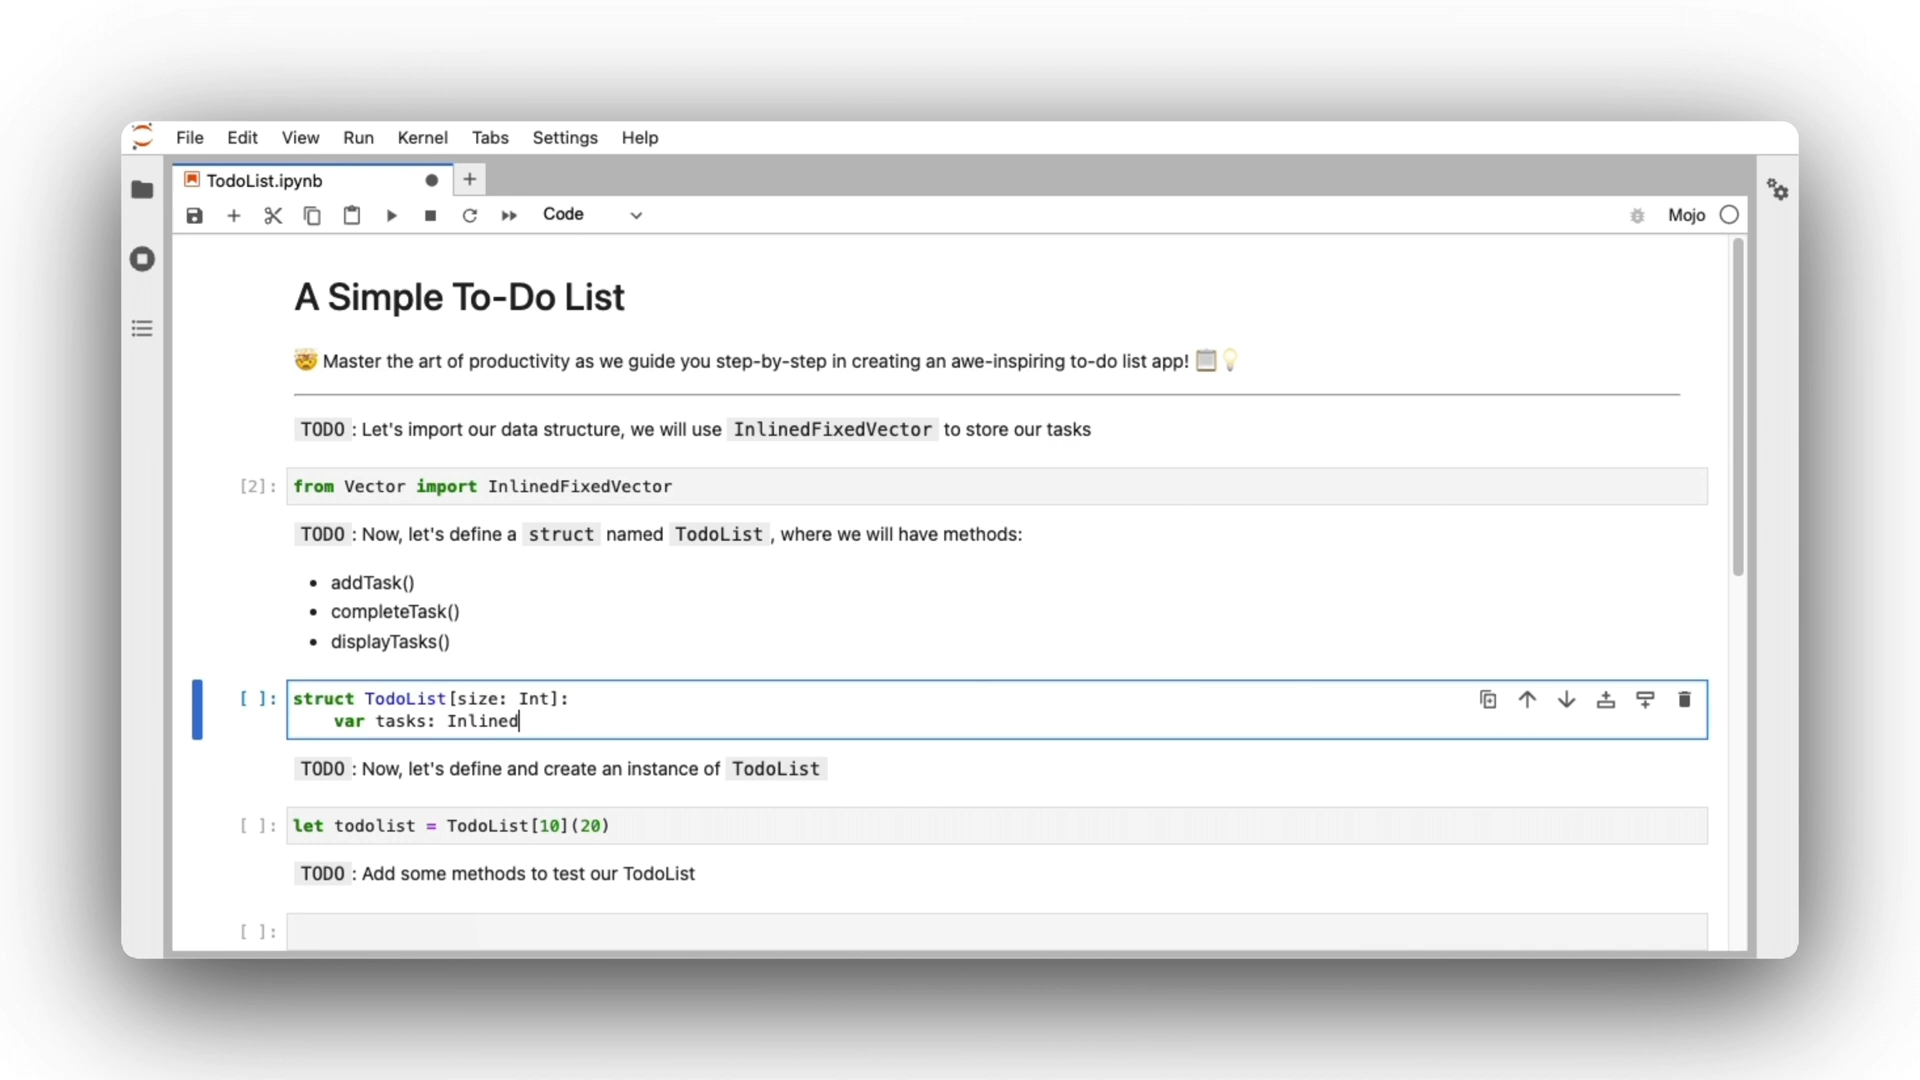 File Edit View Run Kernel Tabs Settings Help
TodoList.ipynb
Code
Mojo
A Simple To-Do List
🤯 Master the art of productivity as we guide you step-by-step in creating an awe-inspiring to-do list app! 📋💡
TODO : Let's import our data structure, we will use InlinedFixedVector to store our tasks
[2]: from Vector import InlinedFixedVector
TODO : Now, let's define a struct named TodoList , where we will have methods:
• addTask()
• completeTask()
• displayTasks()
[ ]: struct TodoList[size: Int]:
var tasks: Inlined
TODO : Now, let's define and create an instance of TodoList
[ ]: let todolist = TodoList[10](20)
TODO : Add some methods to test our TodoList
[ ]: